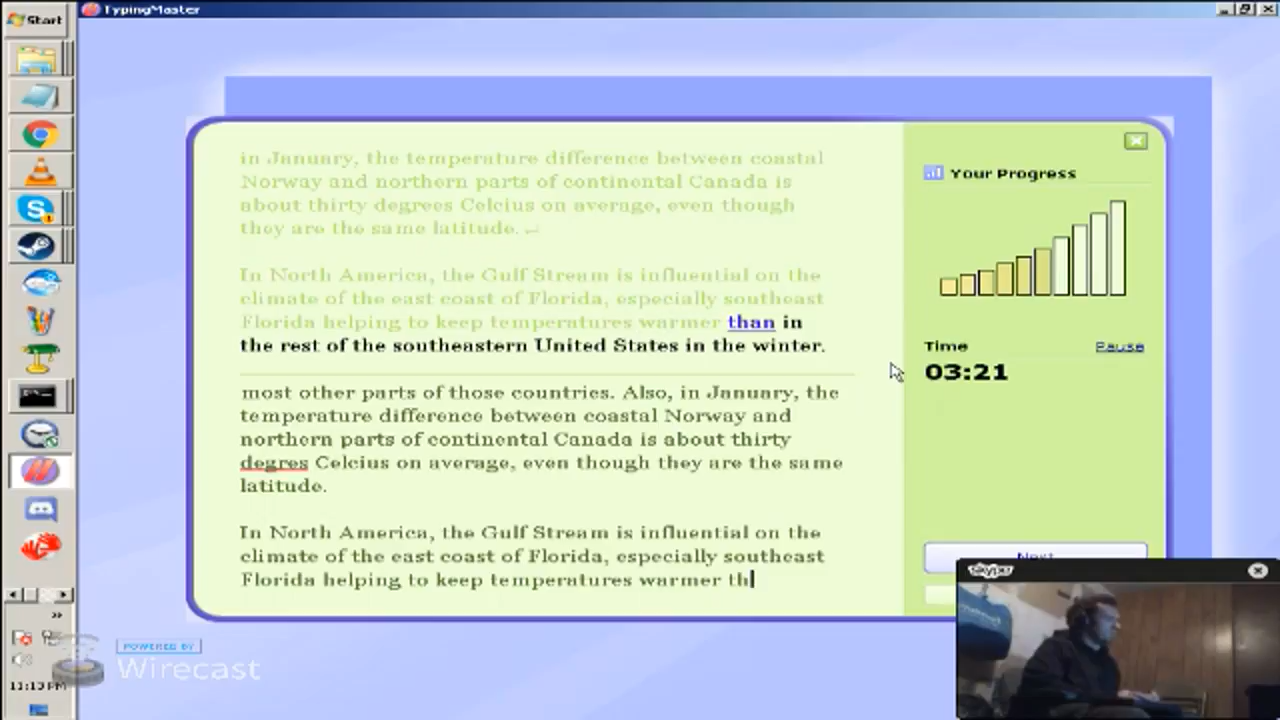 Start
TypingMaster
in January, the temperature difference between coastal
Norway and northern parts of continental Canada is
about thirty degrees Celcius on average, even though
they are the same latitude.
In North America, the Gulf Stream is influential on the
climate of the east coast of Florida, especially southeast
Florida helping to keep temperatures warmer than in
the rest of the southeastern United States in the winter.
most other parts of those countries. Also, in January, the
temperature difference between coastal Norway and
northern parts of continental Canada is about thirty
degres Celcius on average, even though they are the same
latitude.
In North America, the Gulf Stream is influential on the
climate of the east coast of Florida, especially southeast
Florida helping to keep temperatures warmer th
Your Progress
Time
Pause
03:21
Next
skype
POWERED BY
Wirecast
11:13 PM